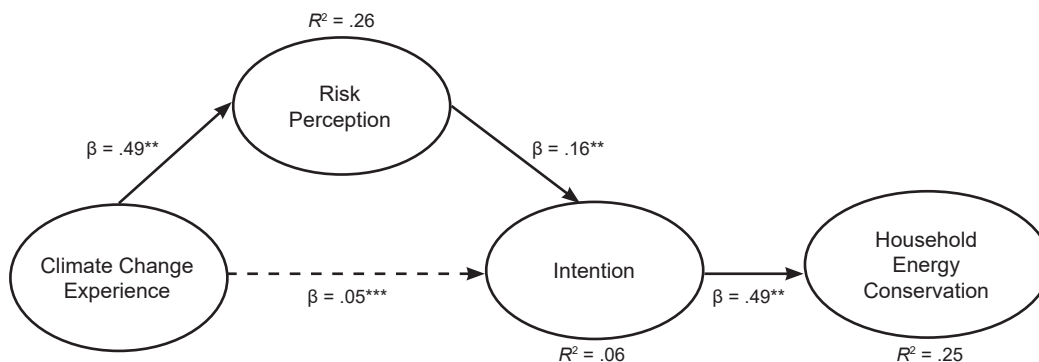 R² = .26
Risk
Perception
β = .49**
β = .16**
Climate Change
Experience
β = .05***
Intention
R² = .06
β = .49**
Household
Energy
Conservation
R² = .25